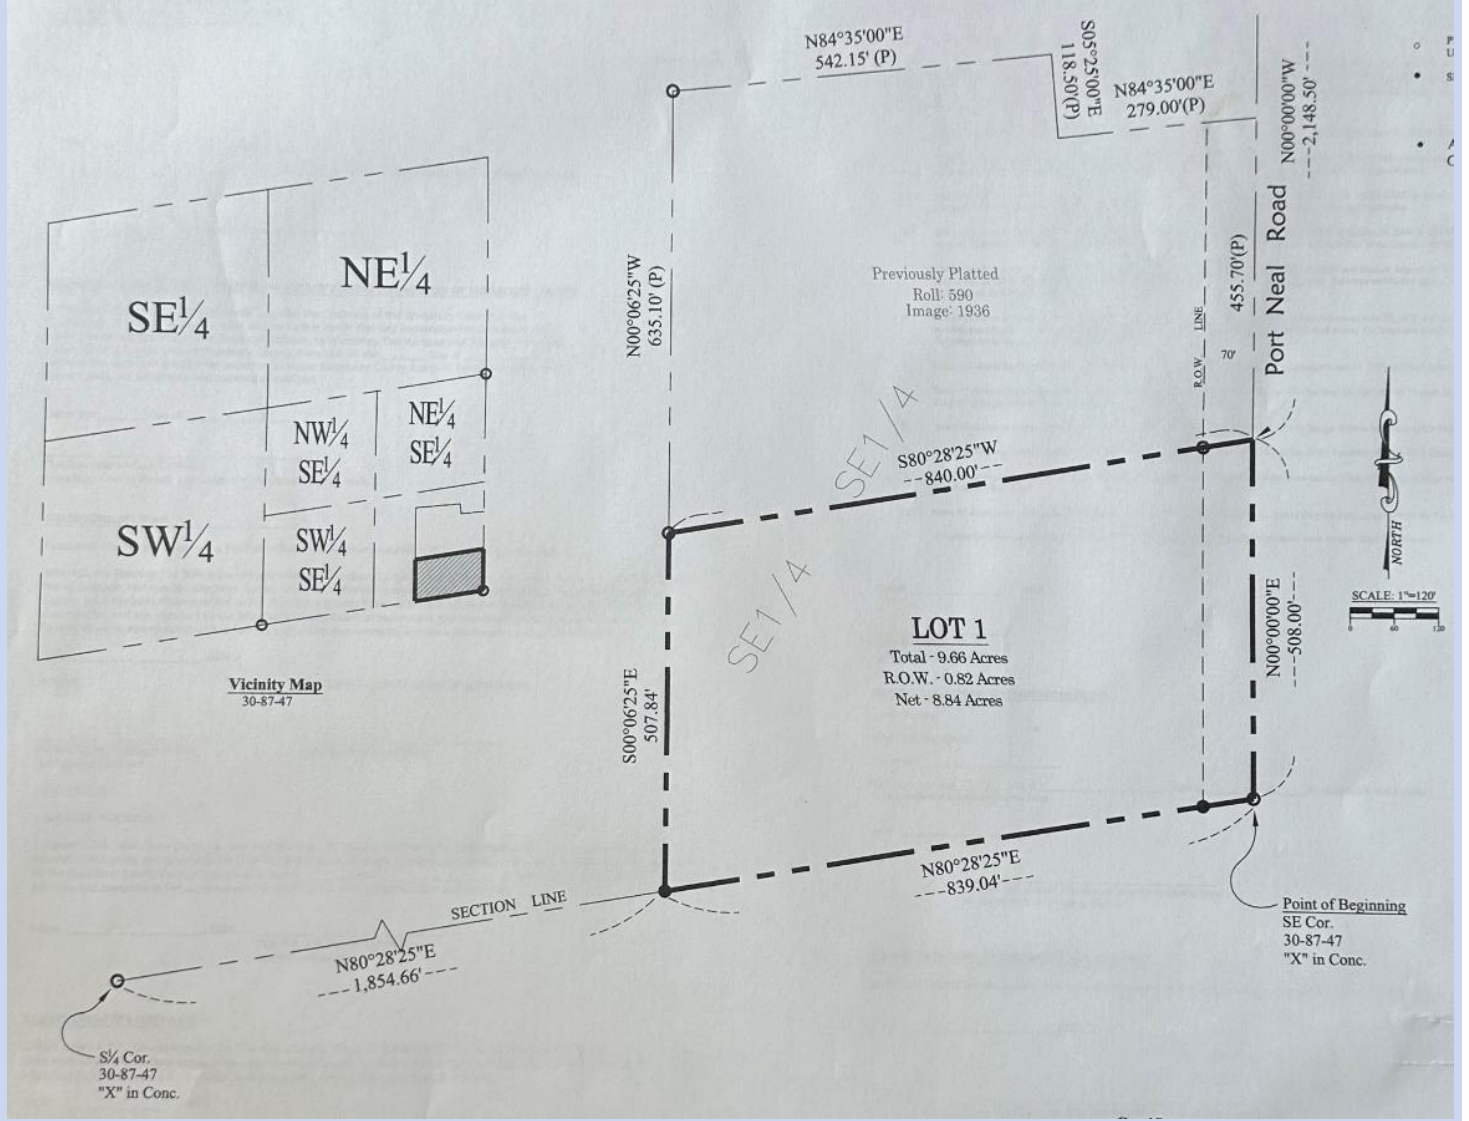 N84°35'00"E
542.15' (P)
S05°25'00"E
118.50'(P)
N84°35'00"E
279.00'(P)
N00°00'00"W
---2,148.50'---
Port Neal Road
455.70'(P)
R.O.W. LINE
70'
N00°06'25"W
635.10' (P)
Previously Platted
Roll: 590
Image: 1936
SE1/4
SE1/4
S80°28'25"W
--840.00'---
NE¼
SE¼
NW¼
SE¼
NE¼
SE¼
SW¼
SW¼
SE¼
Vicinity Map
30-87-47
LOT 1
Total - 9.66 Acres
R.O.W. - 0.82 Acres
Net - 8.84 Acres
S00°06'25"E
507.84'
N00°00'00"E
---508.00'---
NORTH
SCALE: 1"=120'
0 60 120
N80°28'25"E
----839.04'----
SECTION LINE
N80°28'25"E
----1,854.66'----
Point of Beginning
SE Cor.
30-87-47
"X" in Conc.
S¼ Cor.
30-87-47
"X" in Conc.